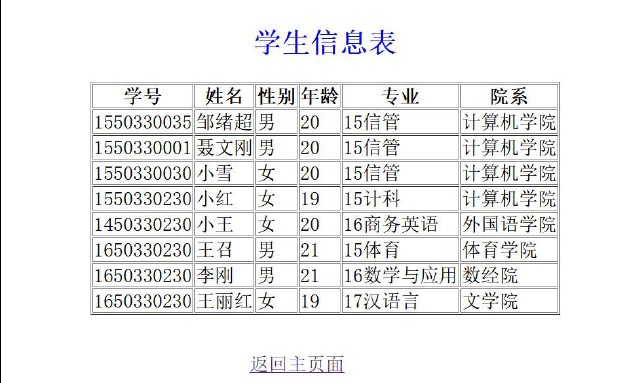 学生信息表
学号 姓名 性别 年龄 专业 院系
1550330035 邹绪超 男 20 15信管 计算机学院
1550330001 聂文刚 男 20 15信管 计算机学院
1550330030 小雪 女 20 15信管 计算机学院
1550330230 小红 女 19 15计科 计算机学院
1450330230 小王 女 20 16商务英语 外国语学院
1650330230 王召 男 21 15体育 体育学院
1650330230 李刚 男 21 16数学与应用 数经院
1650330230 王丽红 女 19 17汉语言 文学院
返回主页面